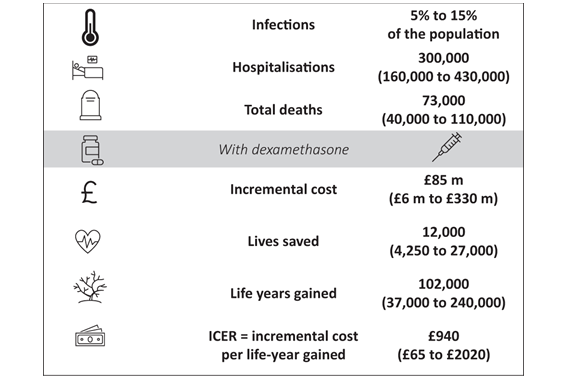 Infections
5% to 15%
of the population
Hospitalisations
300,000
(160,000 to 430,000)
Total deaths
73,000
(40,000 to 110,000)
With dexamethasone
£
Incremental cost
£85 m
(£6 m to £330 m)
Lives saved
12,000
(4,250 to 27,000)
Life years gained
102,000
(37,000 to 240,000)
ICER = incremental cost
per life-year gained
£940
(£65 to £2020)